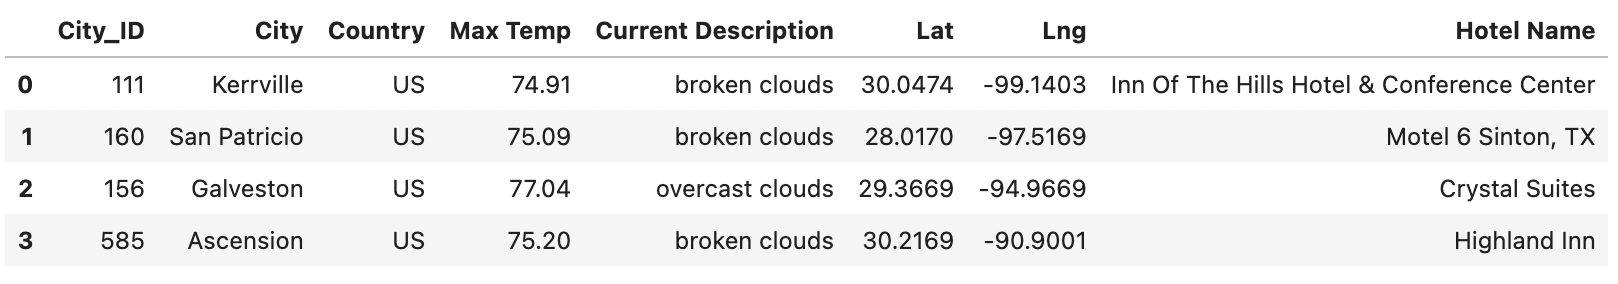 City_ID City Country Max Temp Current Description Lat Lng Hotel Name
0 111 Kerrville US 74.91 broken clouds 30.0474 -99.1403 Inn Of The Hills Hotel & Conference Center
1 160 San Patricio US 75.09 broken clouds 28.0170 -97.5169 Motel 6 Sinton, TX
2 156 Galveston US 77.04 overcast clouds 29.3669 -94.9669 Crystal Suites
3 585 Ascension US 75.20 broken clouds 30.2169 -90.9001 Highland Inn